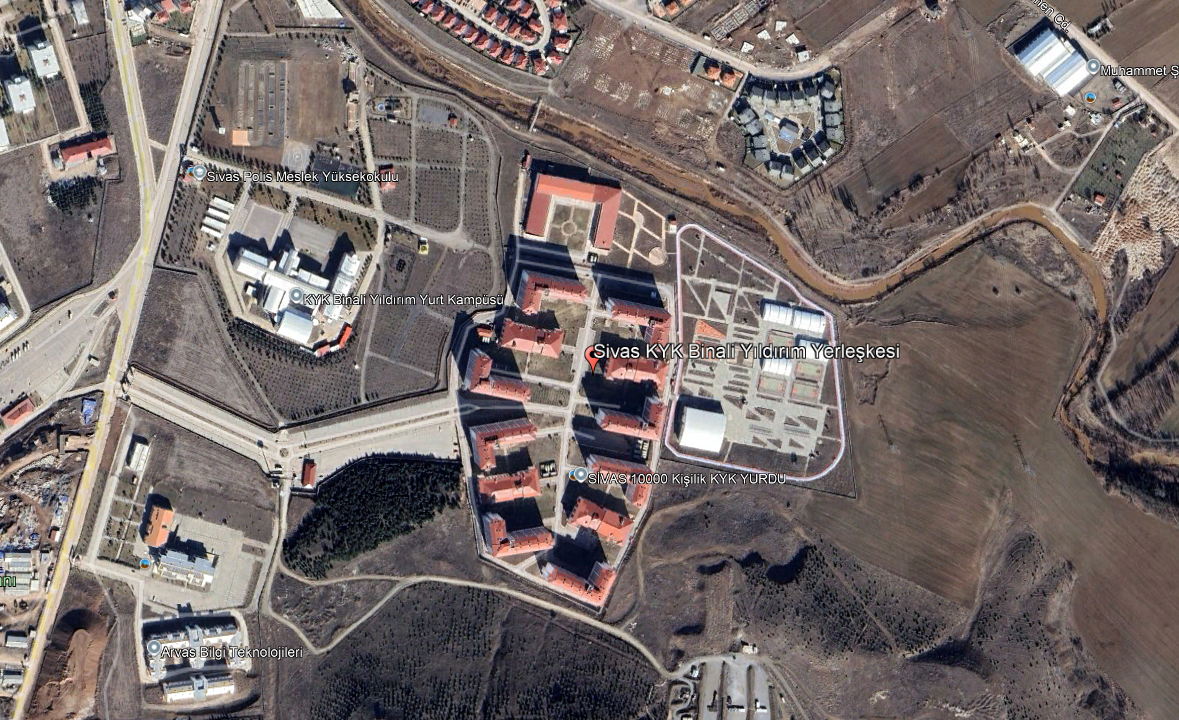 Muhammet Ş
Sivas Polis Meslek Yüksekokulu
KYK Binali Yıldırım Yurt Kampüsü
Sivas KYK Binali Yıldırım Yerleşkesi
SİVAS 10000 Kişilik KYK YURDU
Arvas Bilgi Teknolojileri